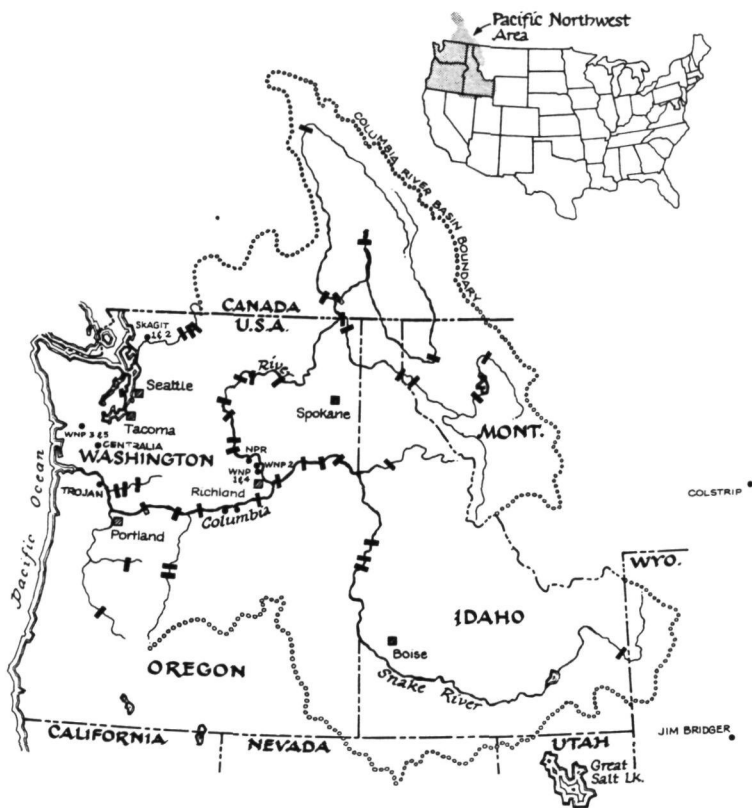 Pacific Northwest
Area
COLUMBIA RIVER BASIN BOUNDARY
CANADA
U.S.A.
SKAGIT
1&2
River
Seattle
Spokane
Tacoma
MONT.
WNP 3&5
CENTRALIA
WASHINGTON
NPR
WNP 2
WNP
1&4
TROJAN
Richland
Columbia
COLSTRIP
Portland
Pacific Ocean
WYO.
IDAHO
Boise
OREGON
Snake River
CALIFORNIA
NEVADA
UTAH
JIM BRIDGER
Great
Salt Lk.